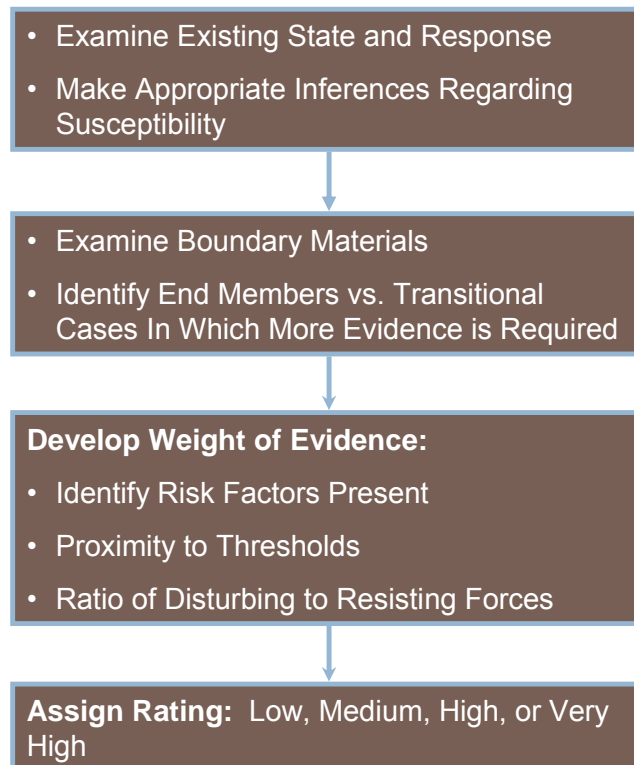 • Examine Existing State and Response
• Make Appropriate Inferences Regarding
Susceptibility
• Examine Boundary Materials
• Identify End Members vs. Transitional
Cases In Which More Evidence is Required
Develop Weight of Evidence:
• Identify Risk Factors Present
• Proximity to Thresholds
• Ratio of Disturbing to Resisting Forces
Assign Rating: Low, Medium, High, or Very
High